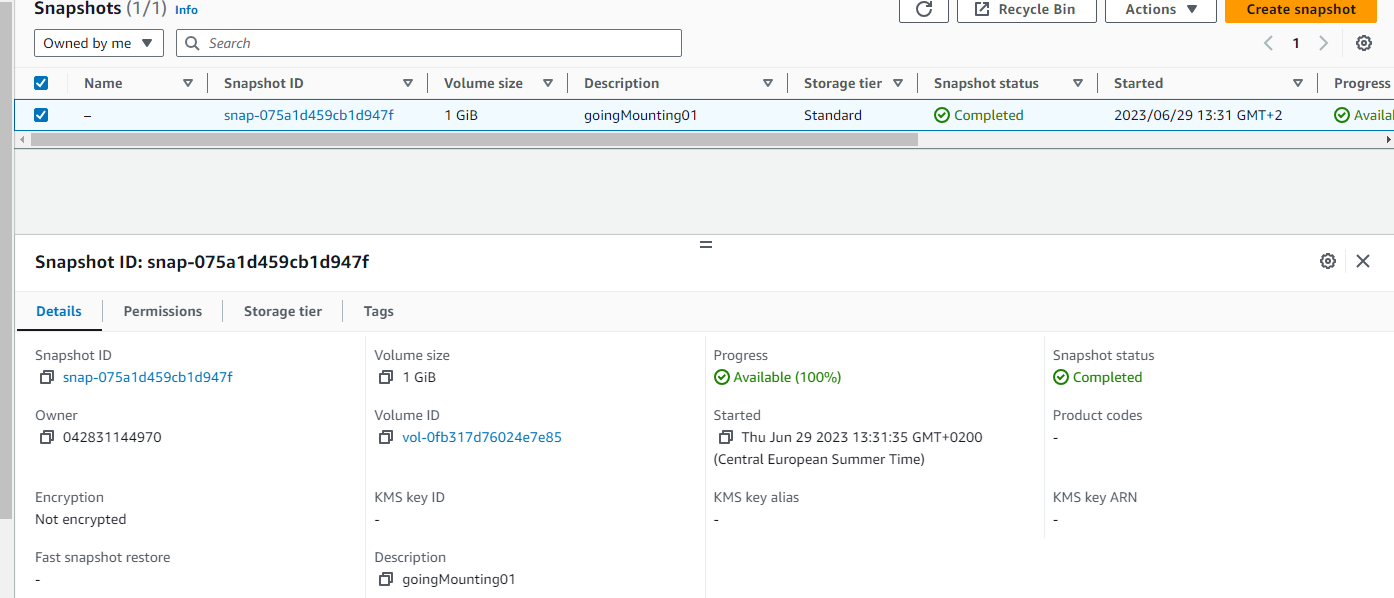 Snapshots (1/1) Info
Recycle Bin
Actions
Create snapshot
Owned by me
Search
1
Name Snapshot ID Volume size Description Storage tier Snapshot status Started Progress
– snap-075a1d459cb1d947f 1 GiB goingMounting01 Standard Completed 2023/06/29 13:31 GMT+2 Availa
Snapshot ID: snap-075a1d459cb1d947f
Details Permissions Storage tier Tags
Snapshot ID
snap-075a1d459cb1d947f
Volume size
1 GiB
Progress
Available (100%)
Snapshot status
Completed
Owner
042831144970
Volume ID
vol-0fb317d76024e7e85
Started
Thu Jun 29 2023 13:31:35 GMT+0200
(Central European Summer Time)
Product codes
-
Encryption
Not encrypted
KMS key ID
-
KMS key alias
-
KMS key ARN
-
Fast snapshot restore
-
Description
goingMounting01